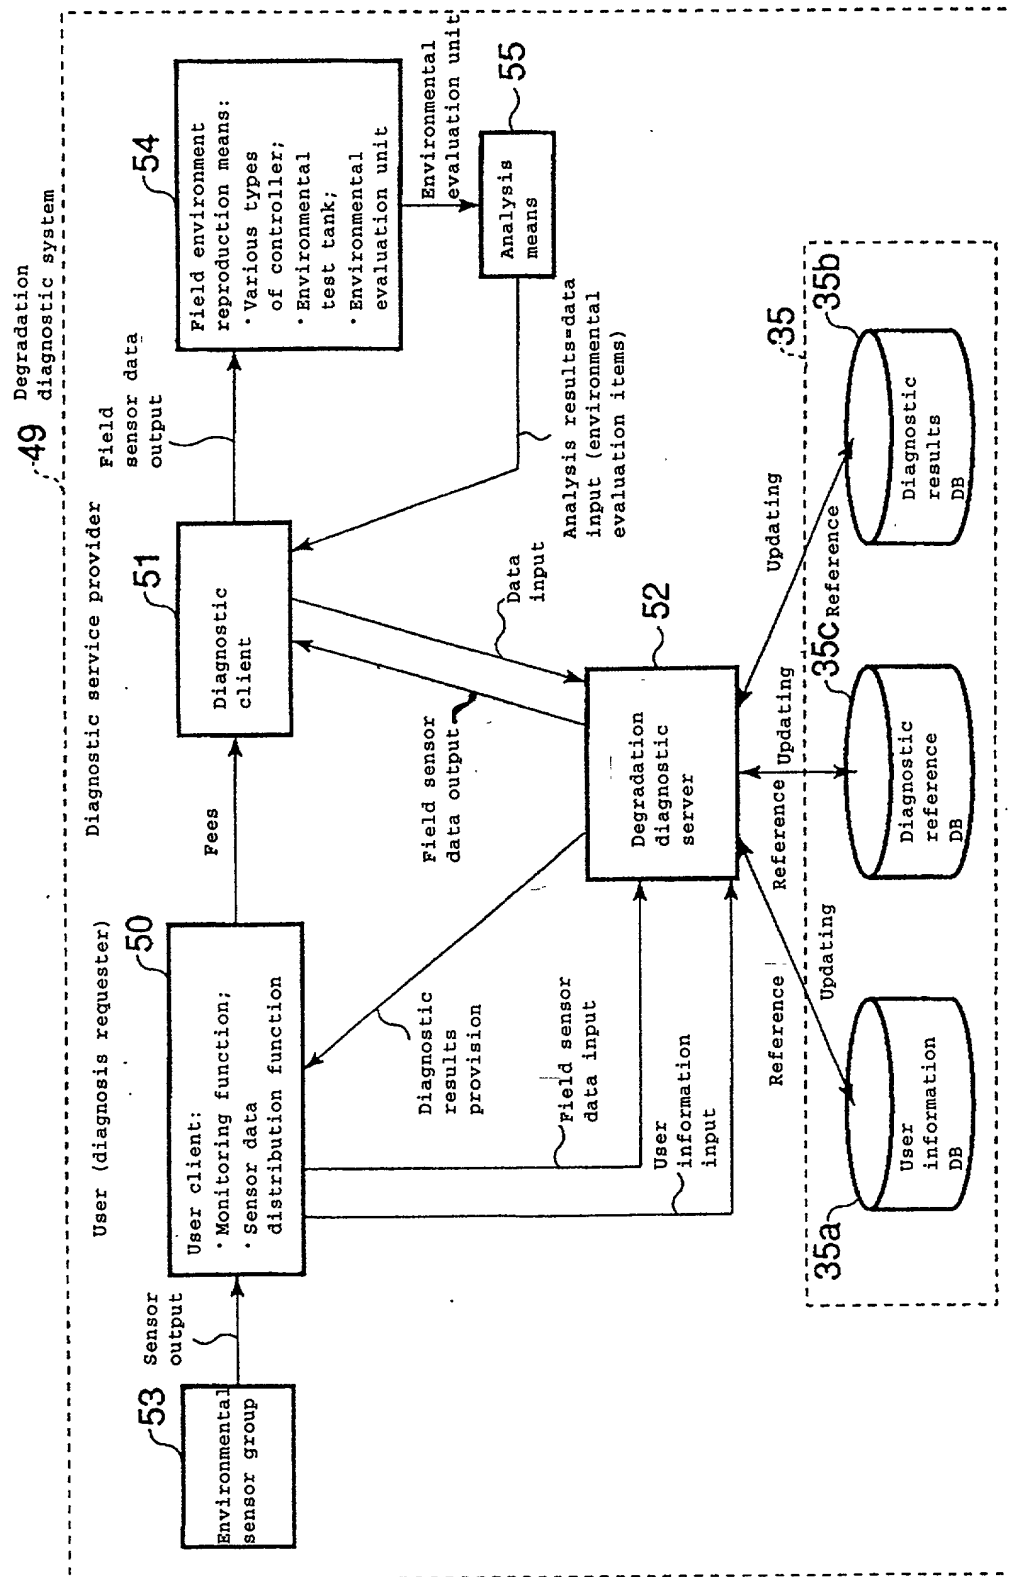 49
Degradation
diagnostic system
User (diagnosis requester)
Diagnostic service provider
53
Environmental
sensor group
Sensor
output
50
User client:
· Monitoring function;
· Sensor data
distribution function
Fees
51
Diagnostic
client
Field
sensor data
output
54
Field environment
reproduction means:
· Various types
of controller;
· Environmental
test tank;
· Environmental
evaluation unit
Environmental
evaluation unit
55
Analysis
means
Analysis results=data
input (environmental
evaluation items)
Data
input
Field sensor
data output
Diagnostic
results
provision
Field sensor
data input
User
information
input
52
Degradation
diagnostic
server
Reference
Updating
Reference
Updating
Updating
Reference
35
35a
User
information
DB
35c
Diagnostic
reference
DB
35b
Diagnostic
results
DB